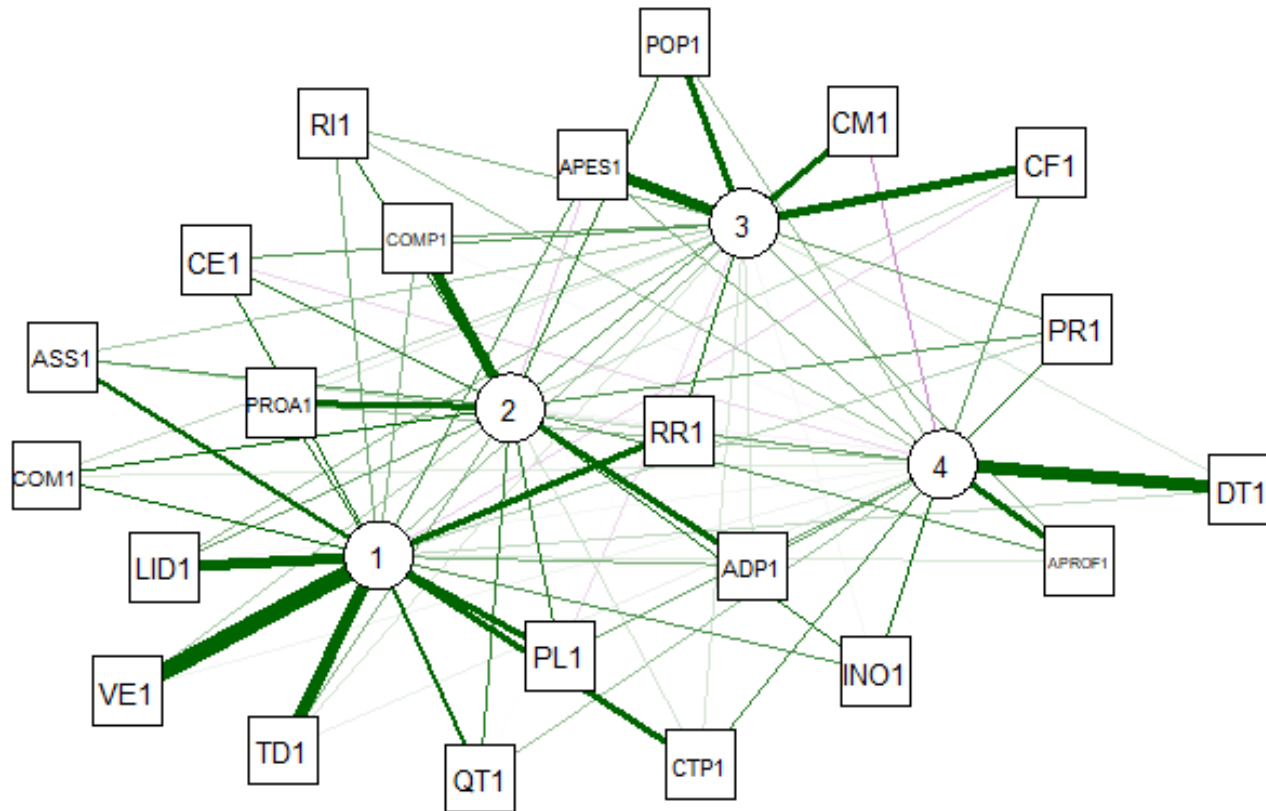 POP1
RI1
CM1
APES1
CF1
3
COMP1
CE1
PR1
ASS1
PROA1
2
RR1
4
COM1
DT1
LID1
1
ADP1
APROF1
PL1
INO1
VE1
TD1
QT1
CTP1